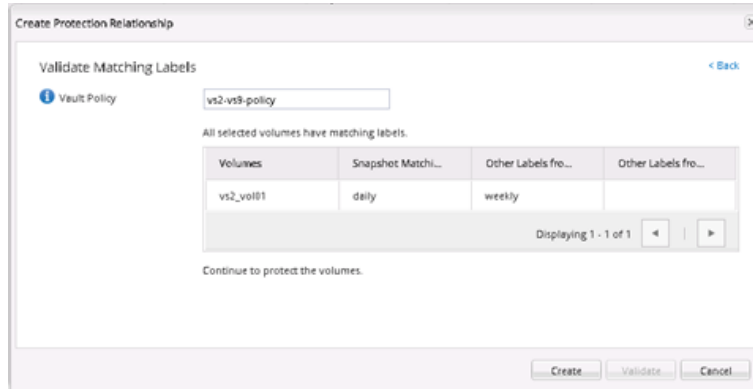 Create Protection Relationship
Validate Matching Labels
< Back
Vault Policy
vs2-vs9-policy
All selected volumes have matching labels.
Volumes Snapshot Matchi... Other Labels fro... Other Labels fro...
vs2_vol01 daily weekly
Displaying 1 - 1 of 1
Continue to protect the volumes.
Create Validate Cancel